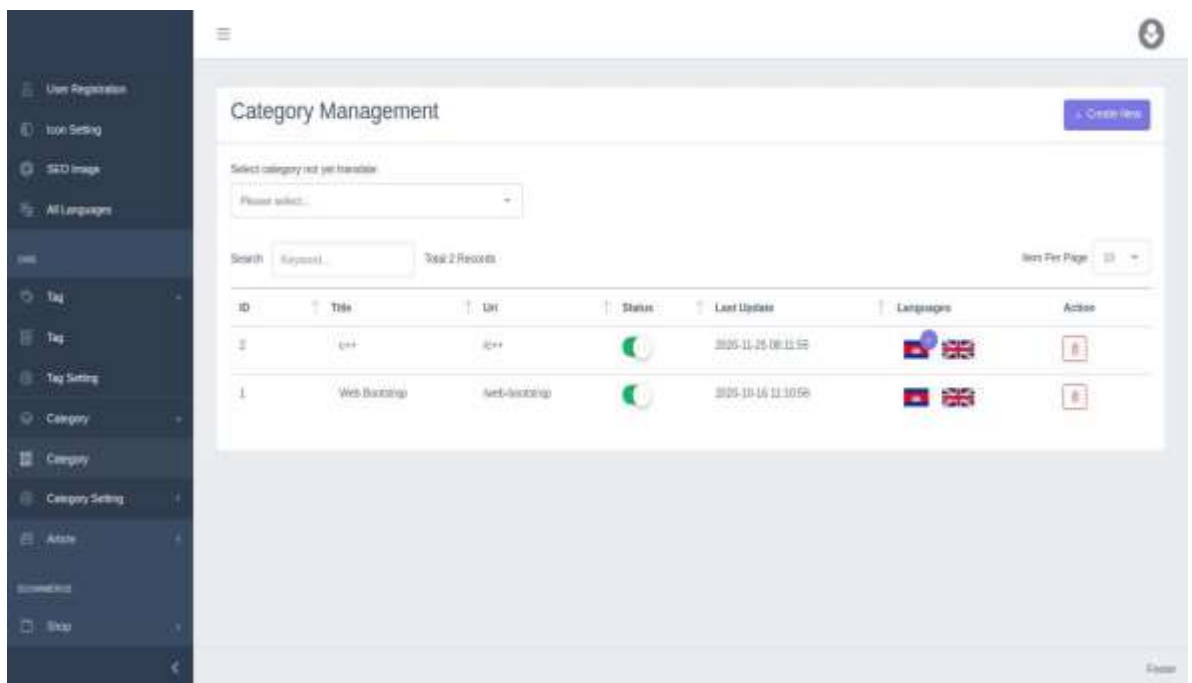 User Registration
Icon Setting
SEO Image
All Languages
CMS
Tag
Tag
Tag Setting
Category
Category
Category Setting
Article
ECOMMERCE
Shop
Category Management
+ Create New
Select category not yet translate
Please select...
Search Keyword... Total 2 Records Item Per Page 10
ID Title Url Status Last Update Languages Action
2 c++ /c++
1 Web Bootstrap /web-bootstrap
Footer